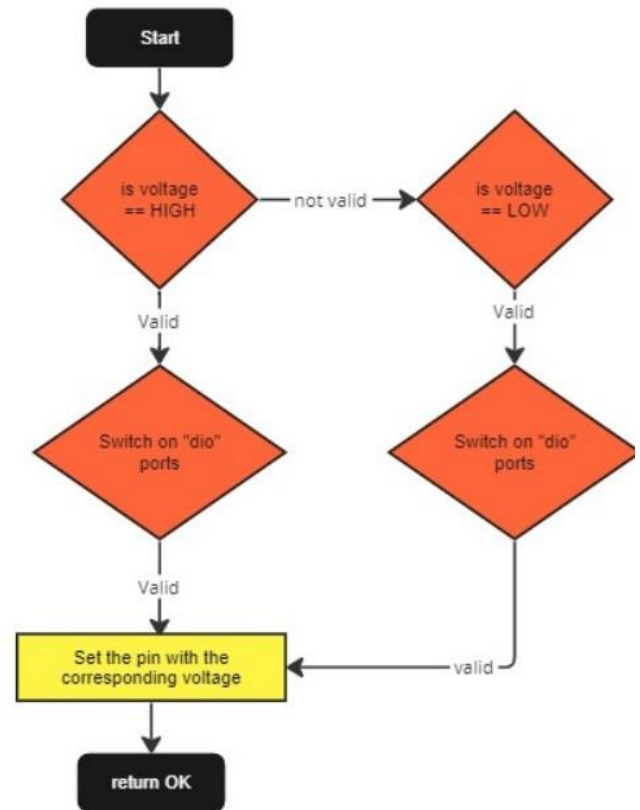 Start
is voltage
== HIGH
not valid
is voltage
== LOW
Valid
Valid
Switch on "dio"
ports
Switch on "dio"
ports
Valid
Set the pin with the
corresponding voltage
valid
return OK